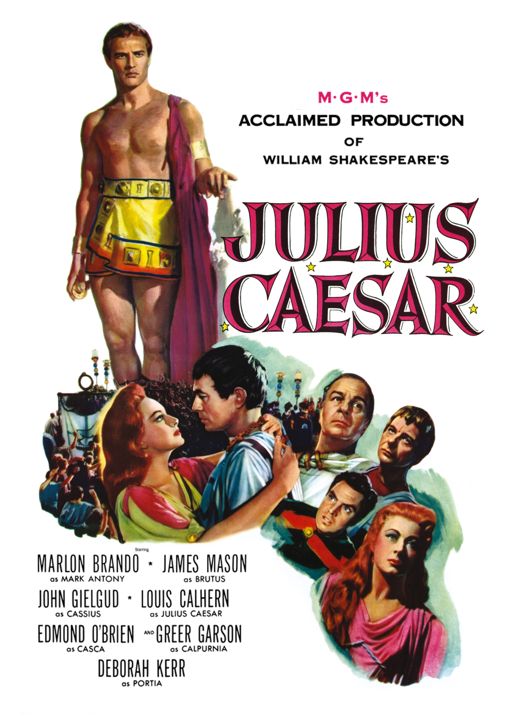 M·G·M's
ACCLAIMED PRODUCTION
OF
WILLIAM SHAKESPEARE'S
JULIUS
CAESAR
Starring
MARLON BRANDO * JAMES MASON
as MARK ANTONY as BRUTUS
JOHN GIELGUD * LOUIS CALHERN
as CASSIUS as JULIUS CAESAR
EDMOND O'BRIEN AND GREER GARSON
as CASCA as CALPURNIA
DEBORAH KERR
as PORTIA